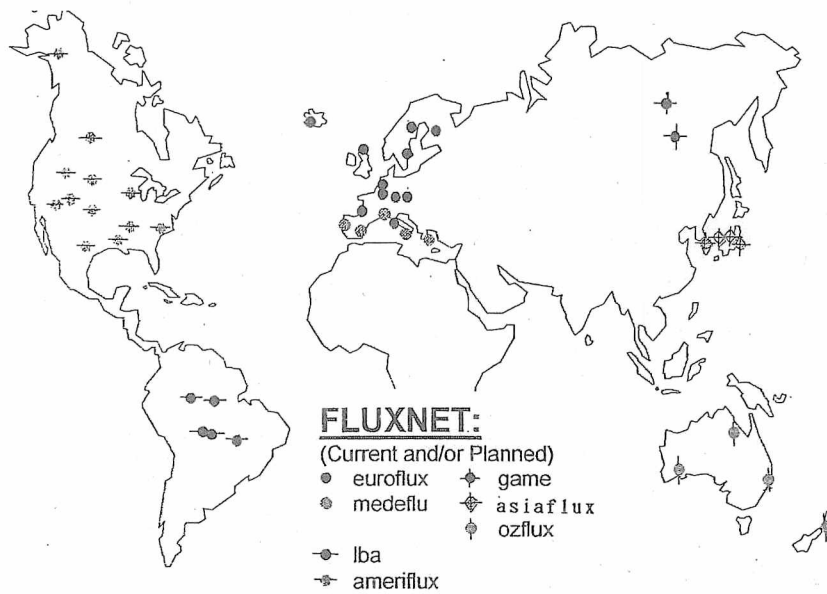 FLUXNET:
(Current and/or Planned)
euroflux
game
medeflu
asiaflux
ozflux
lba
ameriflux